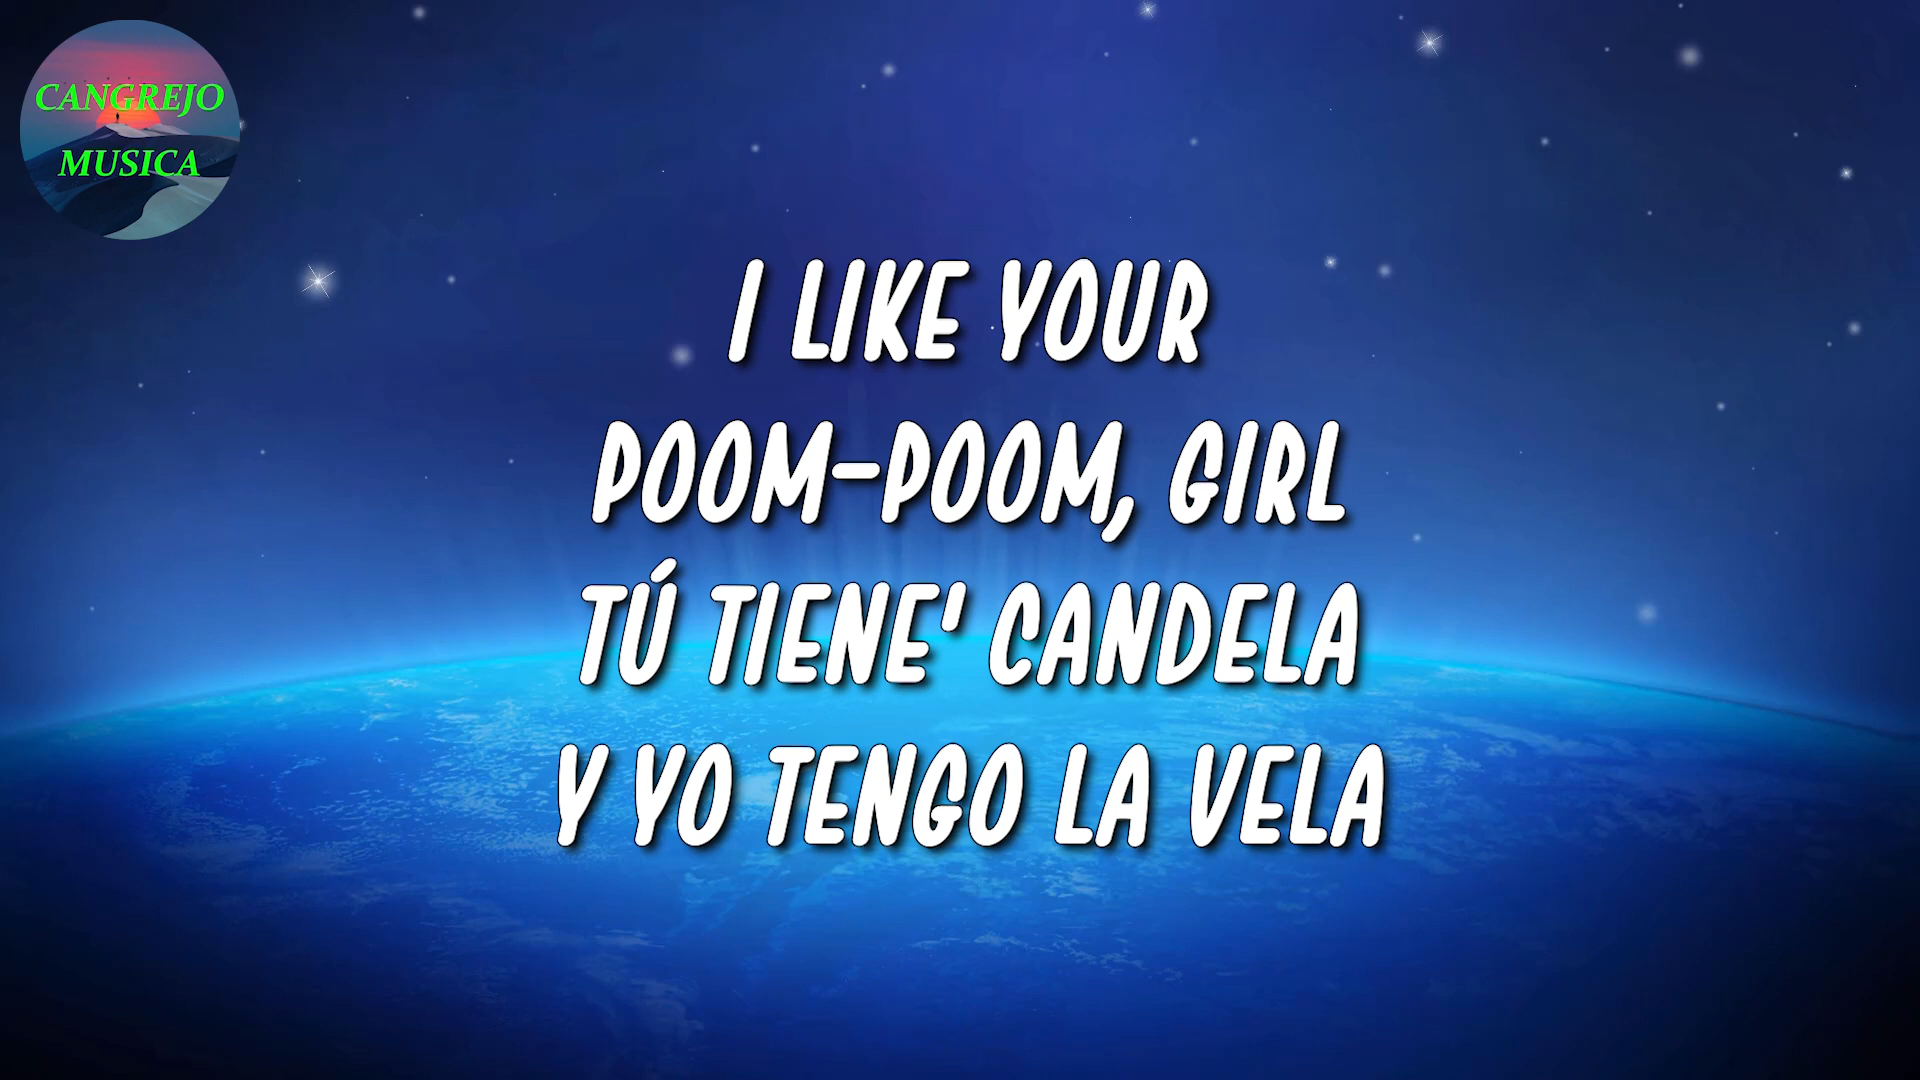 CANGREJO
MUSICA
I LIKE YOUR
POOM-POOM, GIRL
TÚ TIENE' CANDELA
Y YO TENGO LA VELA